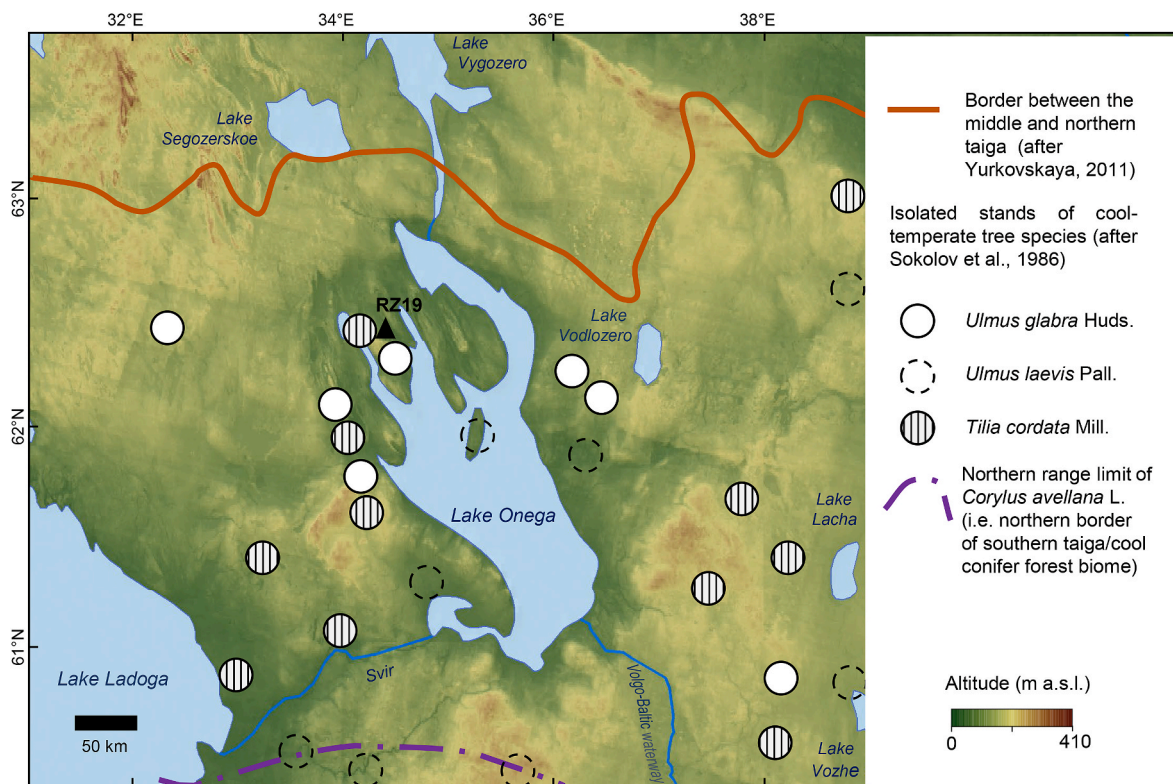 32°E
34°E
36°E
38°E
63°N
62°N
61°N
Lake
Vygozero
Lake
Segozerskoe
RZ19
Lake
Vodlozero
Lake Onega
Lake
Lacha
Lake Ladoga
Svir
Volgo-Baltic waterway
50 km
Lake
Vozhe
Border between the
middle and northern
taiga (after
Yurkovskaya, 2011)
Isolated stands of cool-
temperate tree species (after
Sokolov et al., 1986)
Ulmus glabra Huds.
Ulmus laevis Pall.
Tilia cordata Mill.
Northern range limit of
Corylus avellana L.
(i.e. northern border
of southern taiga/cool
conifer forest biome)
Altitude (m a.s.l.)
0
410